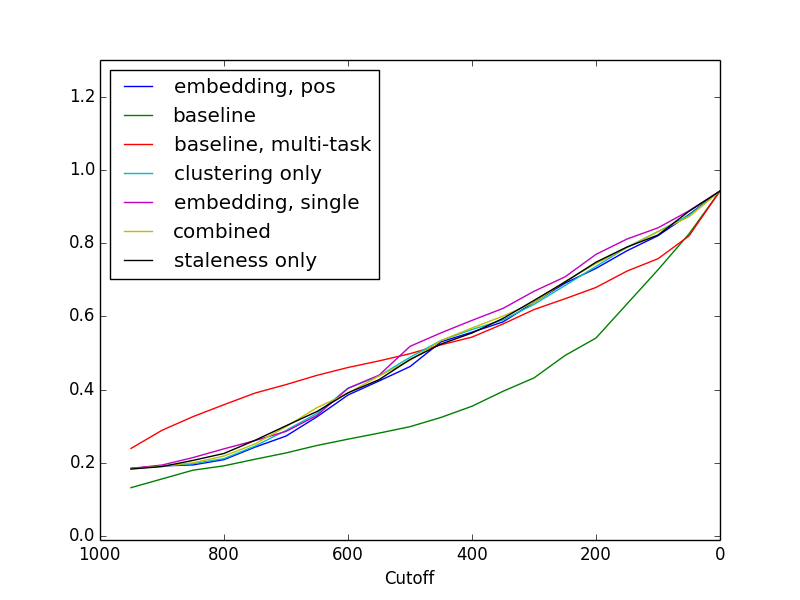 1.2
1.0
0.8
0.6
0.4
0.2
0.0
embedding, pos
baseline
baseline, multi-task
clustering only
embedding, single
combined
staleness only
1000 800 600 400 200 0
Cutoff